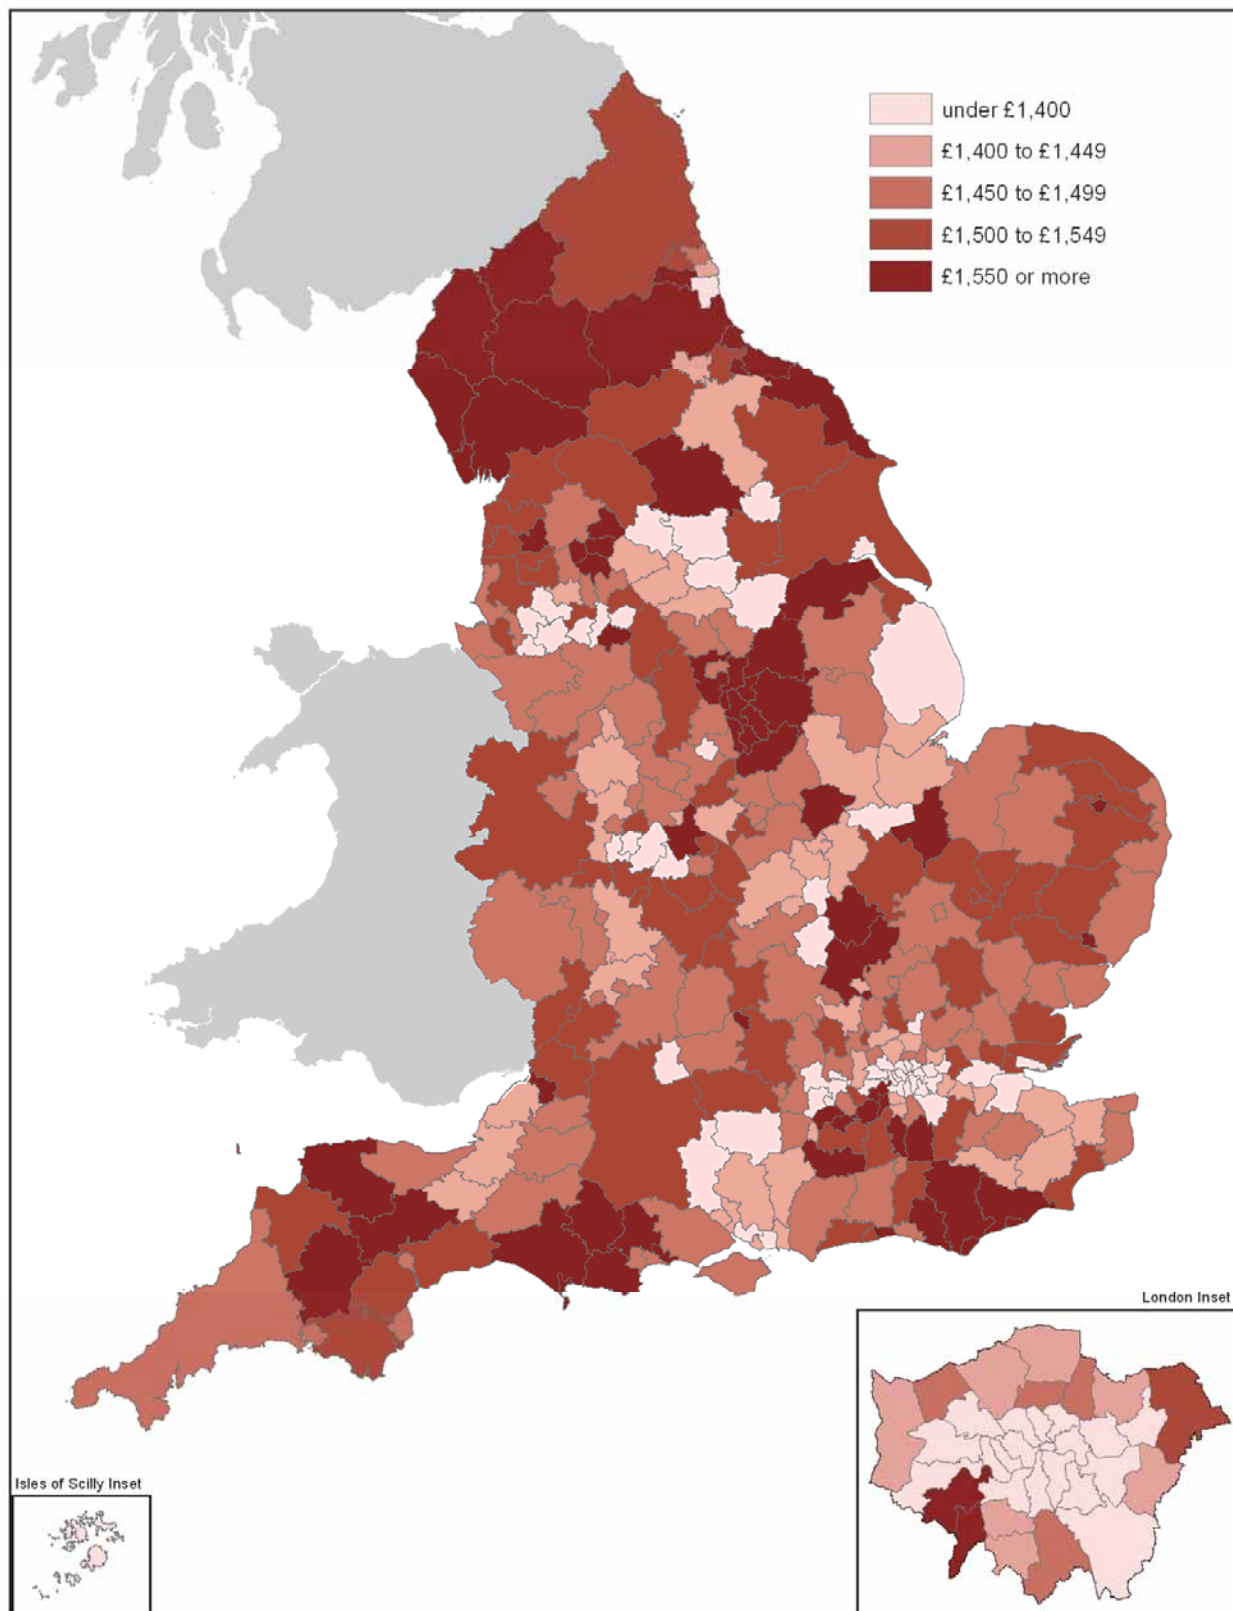 under £1,400
£1,400 to £1,449
£1,450 to £1,499
£1,500 to £1,549
£1,550 or more
London Inset
Isles of Scilly Inset